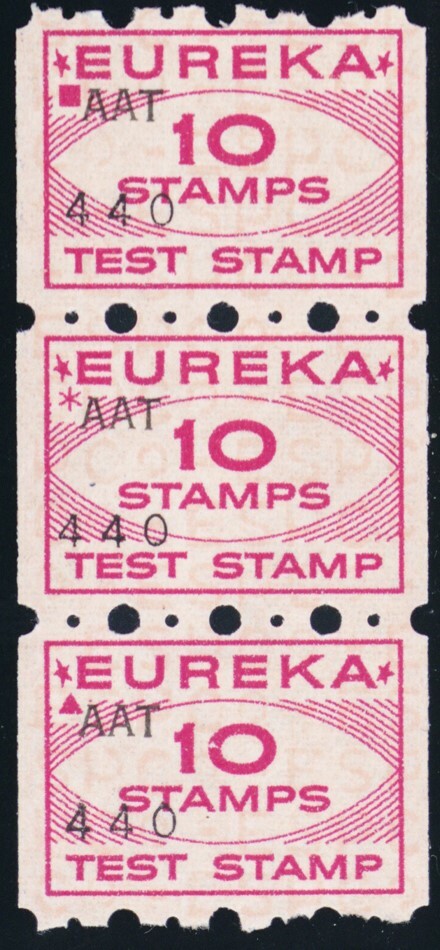 ★EUREKA★
■AAT
10
STAMPS
440
TEST STAMP
★EUREKA★
*AAT
10
STAMPS
440
TEST STAMP
★EUREKA★
▲AAT
10
STAMPS
440
TEST STAMP